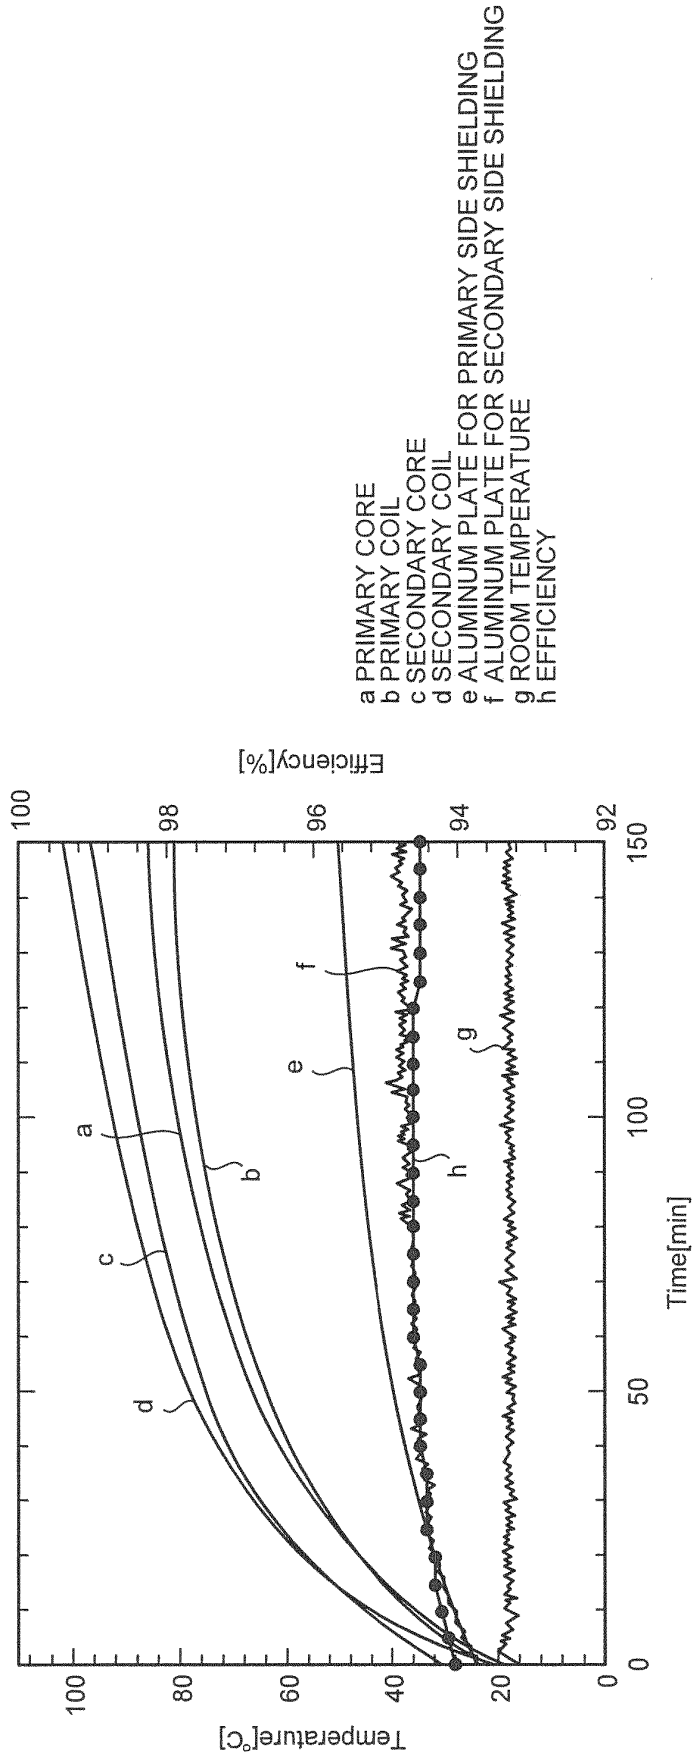 Temperature[°C]
100
80
60
40
20
0
Efficiency[%]
100
98
96
94
92
0
50
100
150
Time[min]
d
c
a
b
e
f
h
g
a PRIMARY CORE
b PRIMARY COIL
c SECONDARY CORE
d SECONDARY COIL
e ALUMINUM PLATE FOR PRIMARY SIDE SHIELDING
f ALUMINUM PLATE FOR SECONDARY SIDE SHIELDING
g ROOM TEMPERATURE
h EFFICIENCY